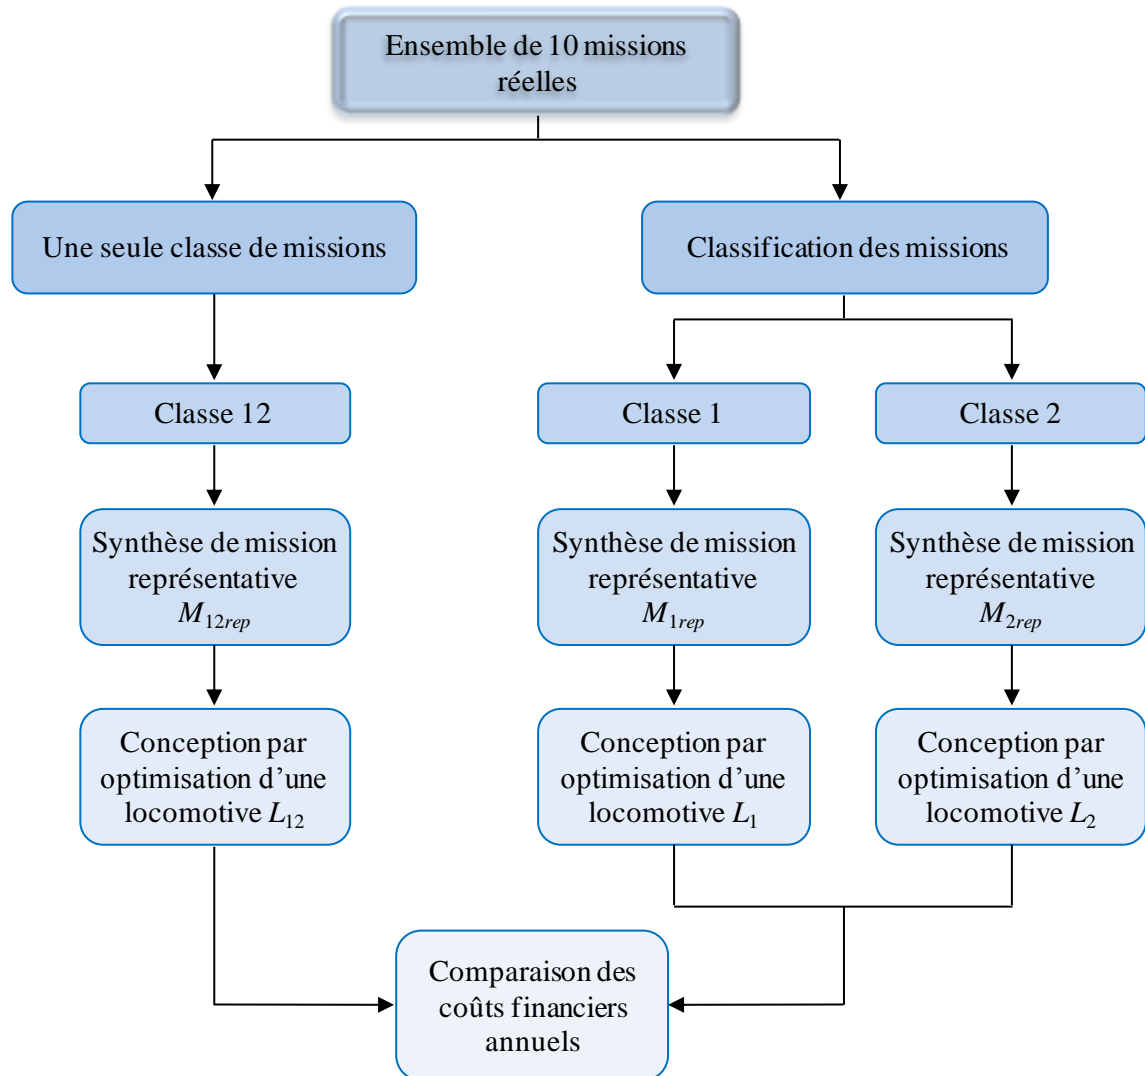 Ensemble de 10 missions
réelles
Une seule classe de missions
Classification des missions
Classe 12
Classe 1
Classe 2
Synthèse de mission
représentative
M12rep
Synthèse de mission
représentative
M1rep
Synthèse de mission
représentative
M2rep
Conception par
optimisation d’une
locomotive L12
Conception par
optimisation d’une
locomotive L1
Conception par
optimisation d’une
locomotive L2
Comparaison des
coûts financiers
annuels